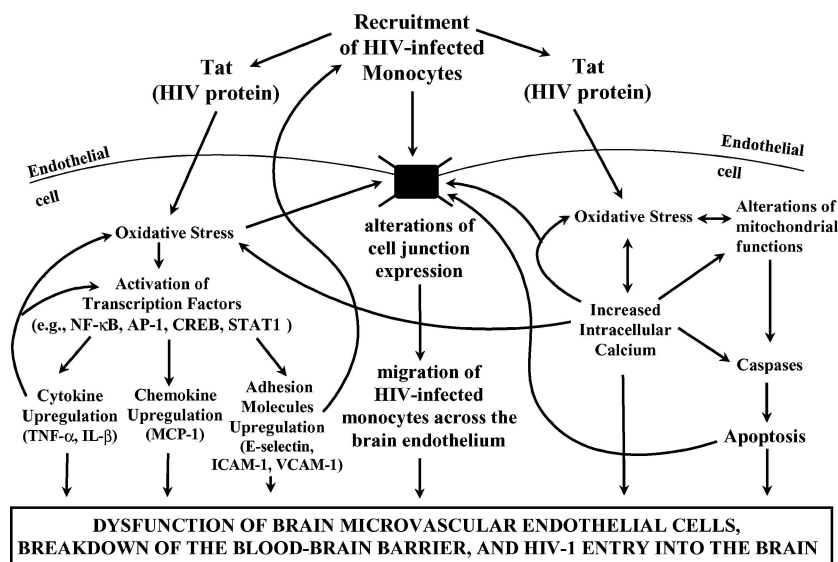 Recruitment
of HIV-infected
Monocytes
Tat
(HIV protein)
Tat
(HIV protein)
Endothelial
cell
Endothelial
cell
Oxidative Stress
Activation of
Transcription Factors
(e.g., NF-κB, AP-1, CREB, STAT1 )
Cytokine
Upregulation
(TNF-α, IL-β)
Chemokine
Upregulation
(MCP-1)
Adhesion
Molecules
Upregulation
(E-selectin,
ICAM-1, VCAM-1)
alterations of
cell junction
expression
migration of
HIV-infected
monocytes across the
brain endothelium
Oxidative Stress
Alterations of
mitochondrial
functions
Increased
Intracellular
Calcium
Caspases
Apoptosis
DYSFUNCTION OF BRAIN MICROVASCULAR ENDOTHELIAL CELLS,
BREAKDOWN OF THE BLOOD-BRAIN BARRIER, AND HIV-1 ENTRY INTO THE BRAIN